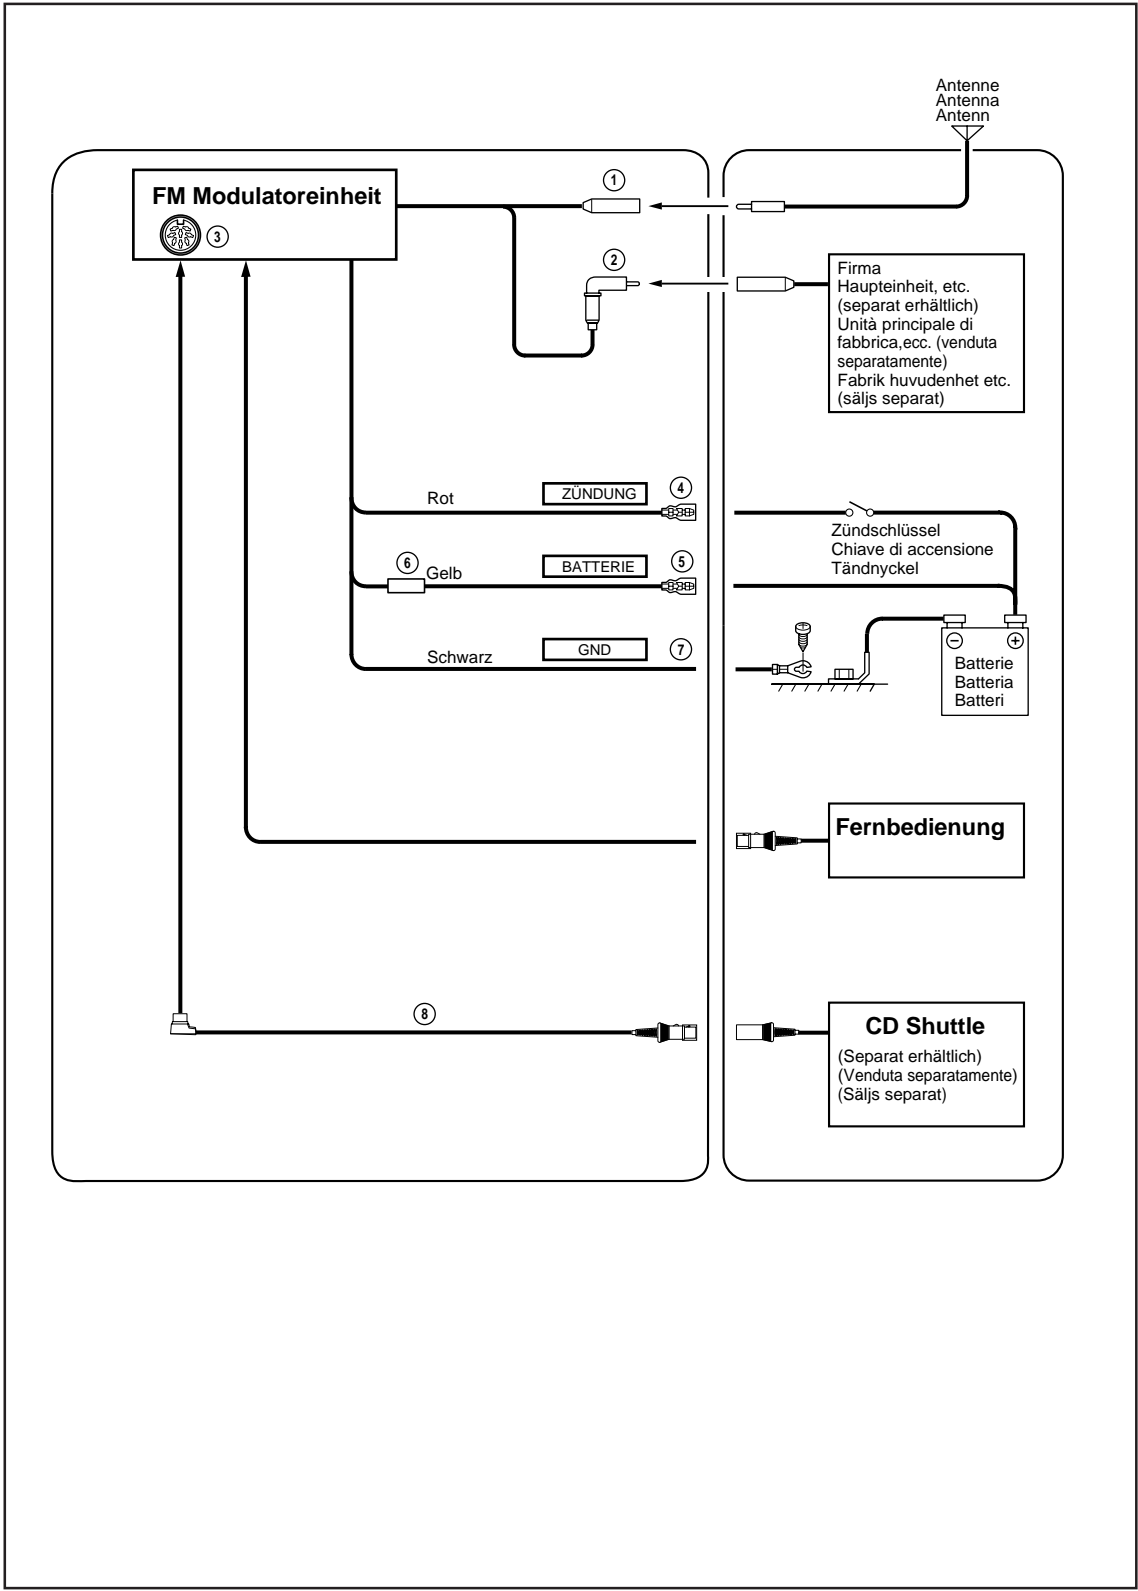 Antenne
Antenna
Antenn
FM Modulatoreinheit
1
3
2
Firma
Haupteinheit, etc.
(separat erhältlich)
Unità principale di
fabbrica,ecc. (venduta
separatamente)
Fabrik huvudenhet etc.
(säljs separat)
Rot
ZÜNDUNG
4
Zündschlüssel
Chiave di accensione
Tändnyckel
6
Gelb
BATTERIE
5
Schwarz
GND
7
− +
Batterie
Batteria
Batteri
Fernbedienung
8
CD Shuttle
(Separat erhältlich)
(Venduta separatamente)
(Säljs separat)